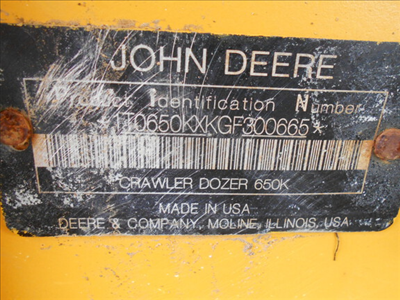 JOHN DEERE
Product Identification Number
*1T0650KXKGF300665*
CRAWLER DOZER 650K
MADE IN USA
DEERE & COMPANY, MOLINE, ILLINOIS, USA